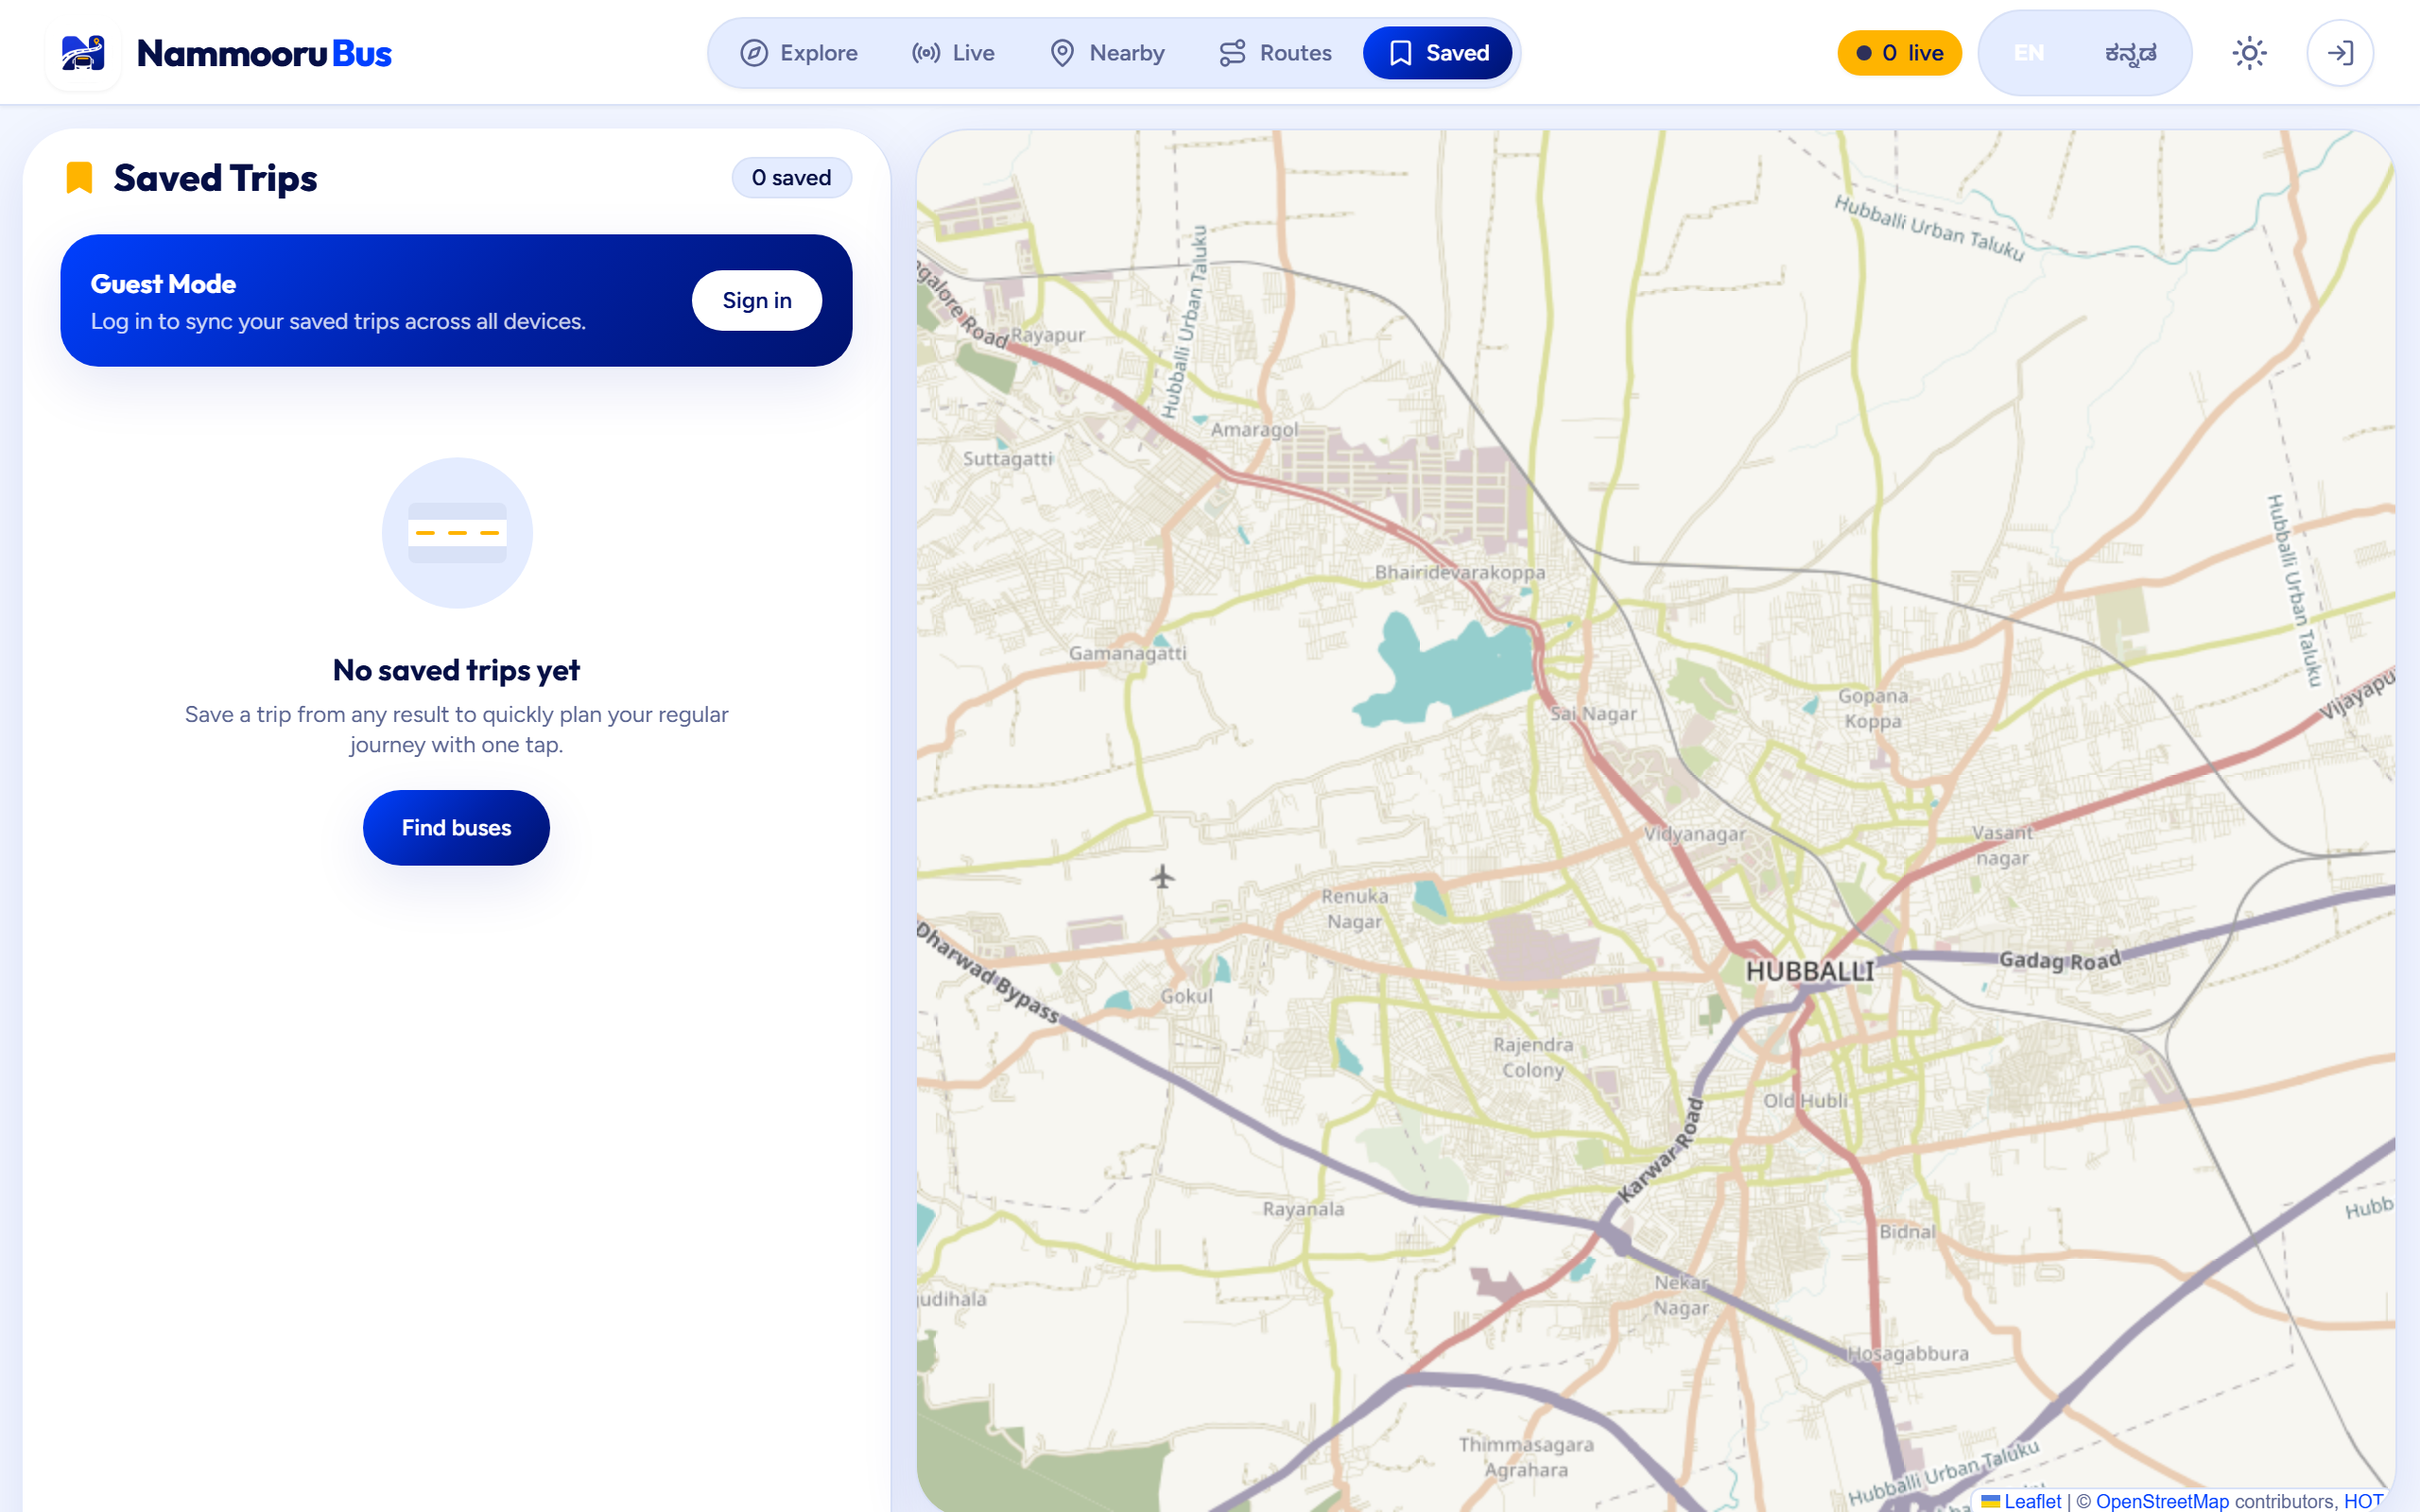 Nammooru Bus
Explore
Live
Nearby
Routes
Saved
0 live
EN
ಕನ್ನಡ
Saved Trips
0 saved
Guest Mode
Log in to sync your saved trips across all devices.
Sign in
No saved trips yet
Save a trip from any result to quickly plan your regular
journey with one tap.
Find buses
Hubballi Urban Taluku
Hubballi Urban Taluku
galore Road
Rayapur
Amaragol
Suttagatti
Hubballi Urban Taluku
Bhairidevarakoppa
Gamanagatti
Gopana
Koppa
Sai Nagar
Vijayapu
Vidyanagar
Vasant
nagar
Renuka
Nagar
Dharwad Bypass
HUBBALLI
Gadag Road
Gokul
Rajendra
Colony
Old Hubli
Karwar Road
Rayanala
Hubb
Bidnal
Nekar
Nagar
udihala
Hosagabbura
Thimmasagara
Agrahara
Hubballi Urban Taluku
Leaflet | © OpenStreetMap contributors, HOT